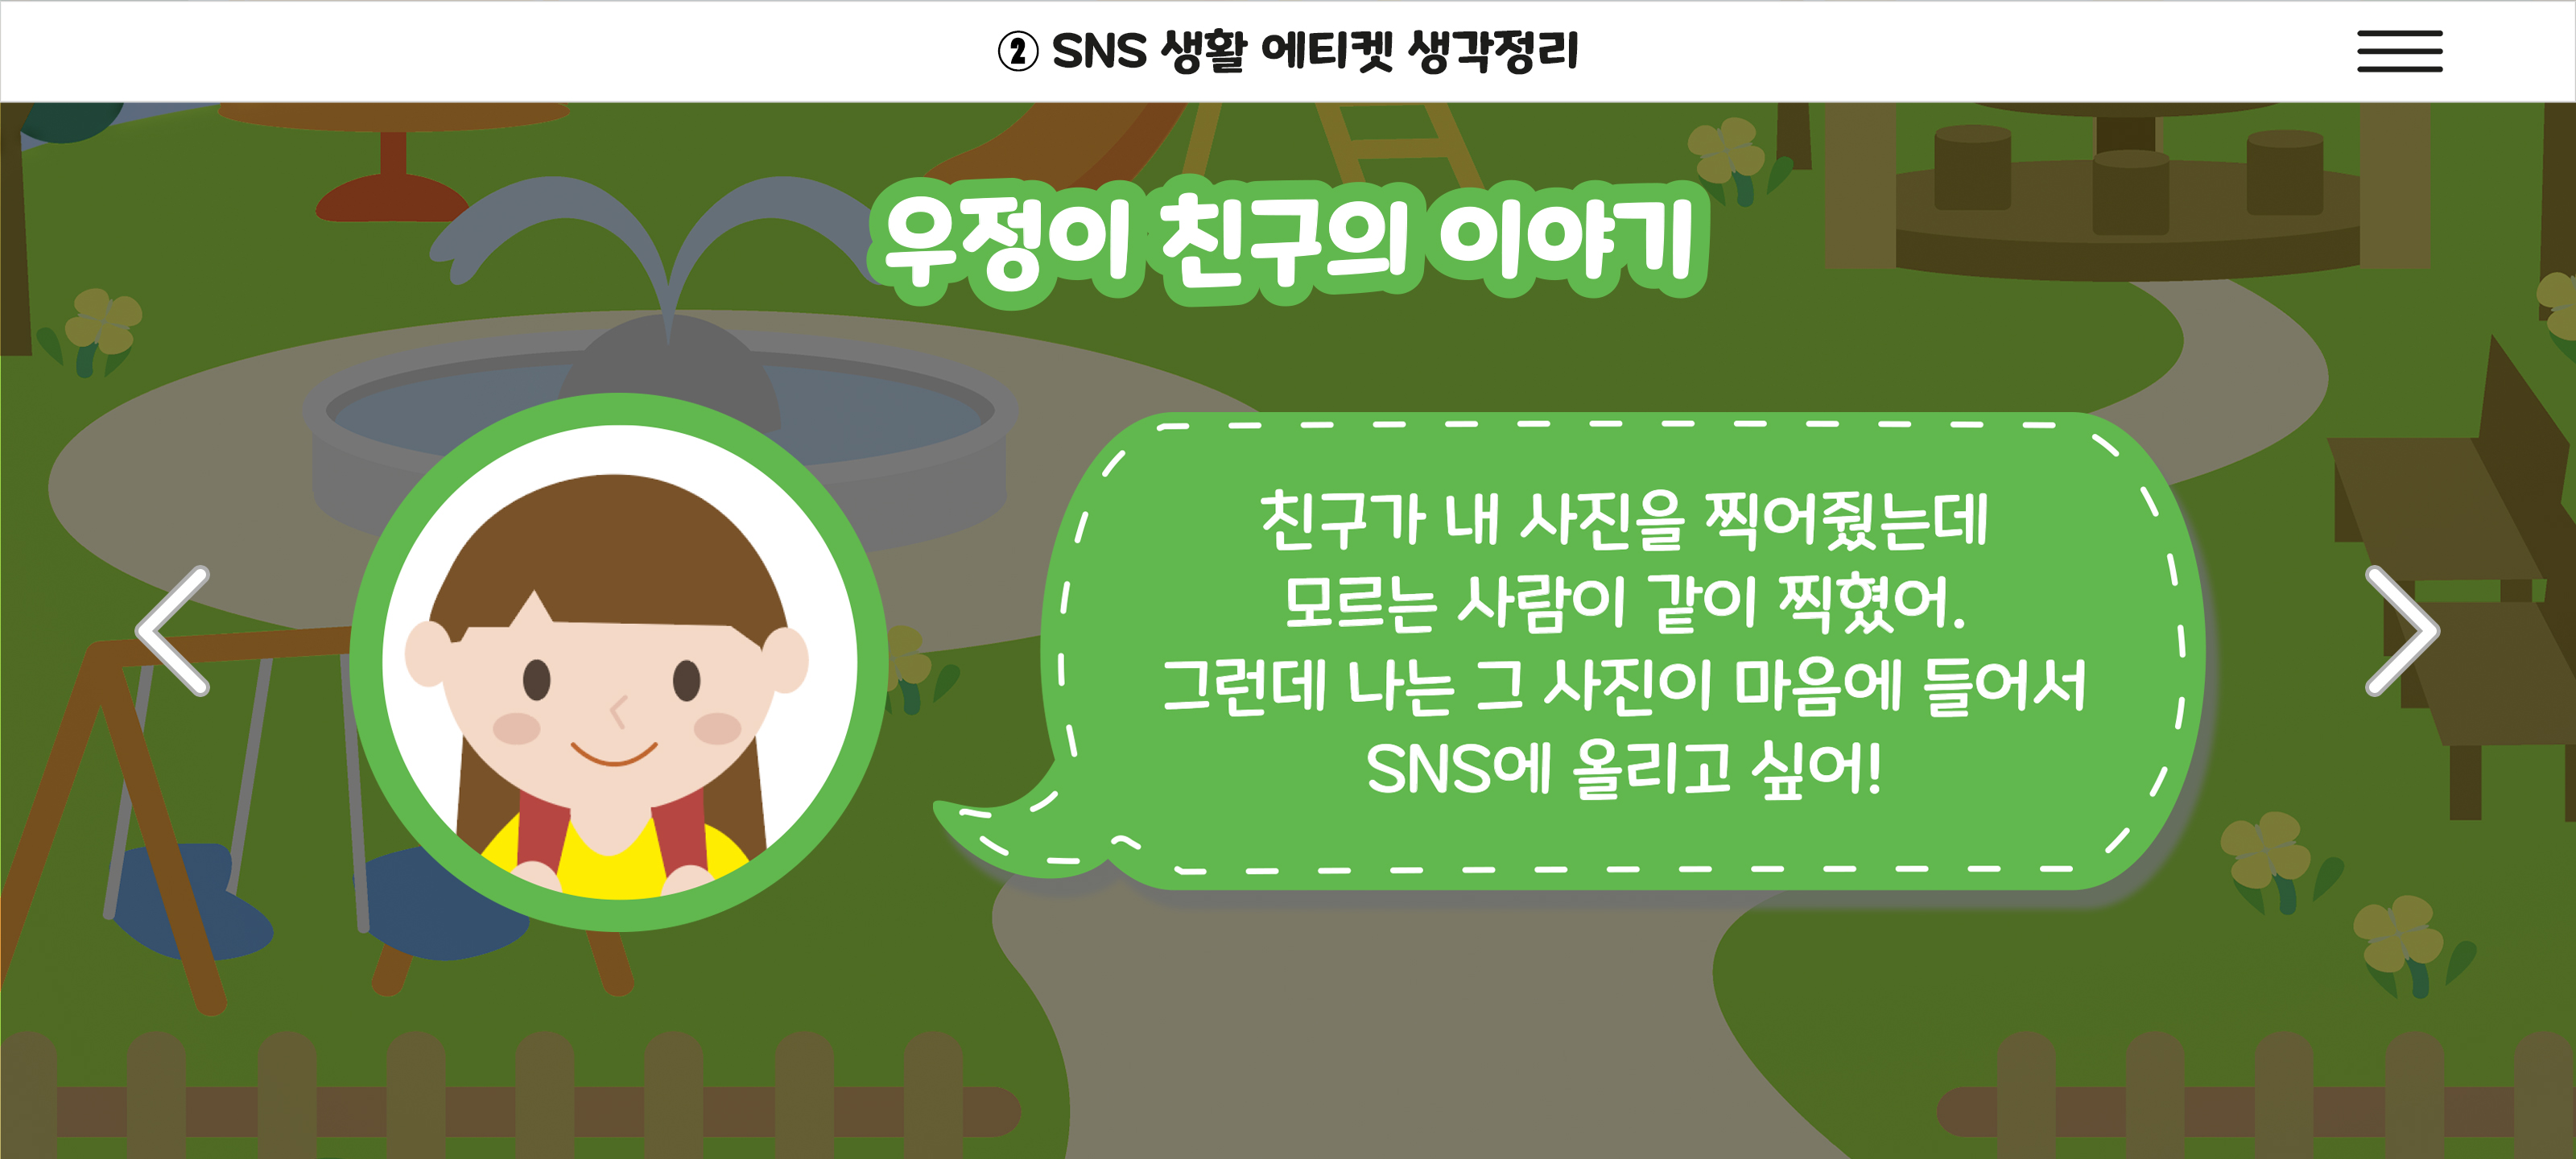 ② SNS 생활 에티켓 생각정리
우정이 친구의 이야기
친구가 내 사진을 찍어줬는데
모르는 사람이 같이 찍혔어.
그런데 나는 그 사진이 마음에 들어서
SNS에 올리고 싶어!